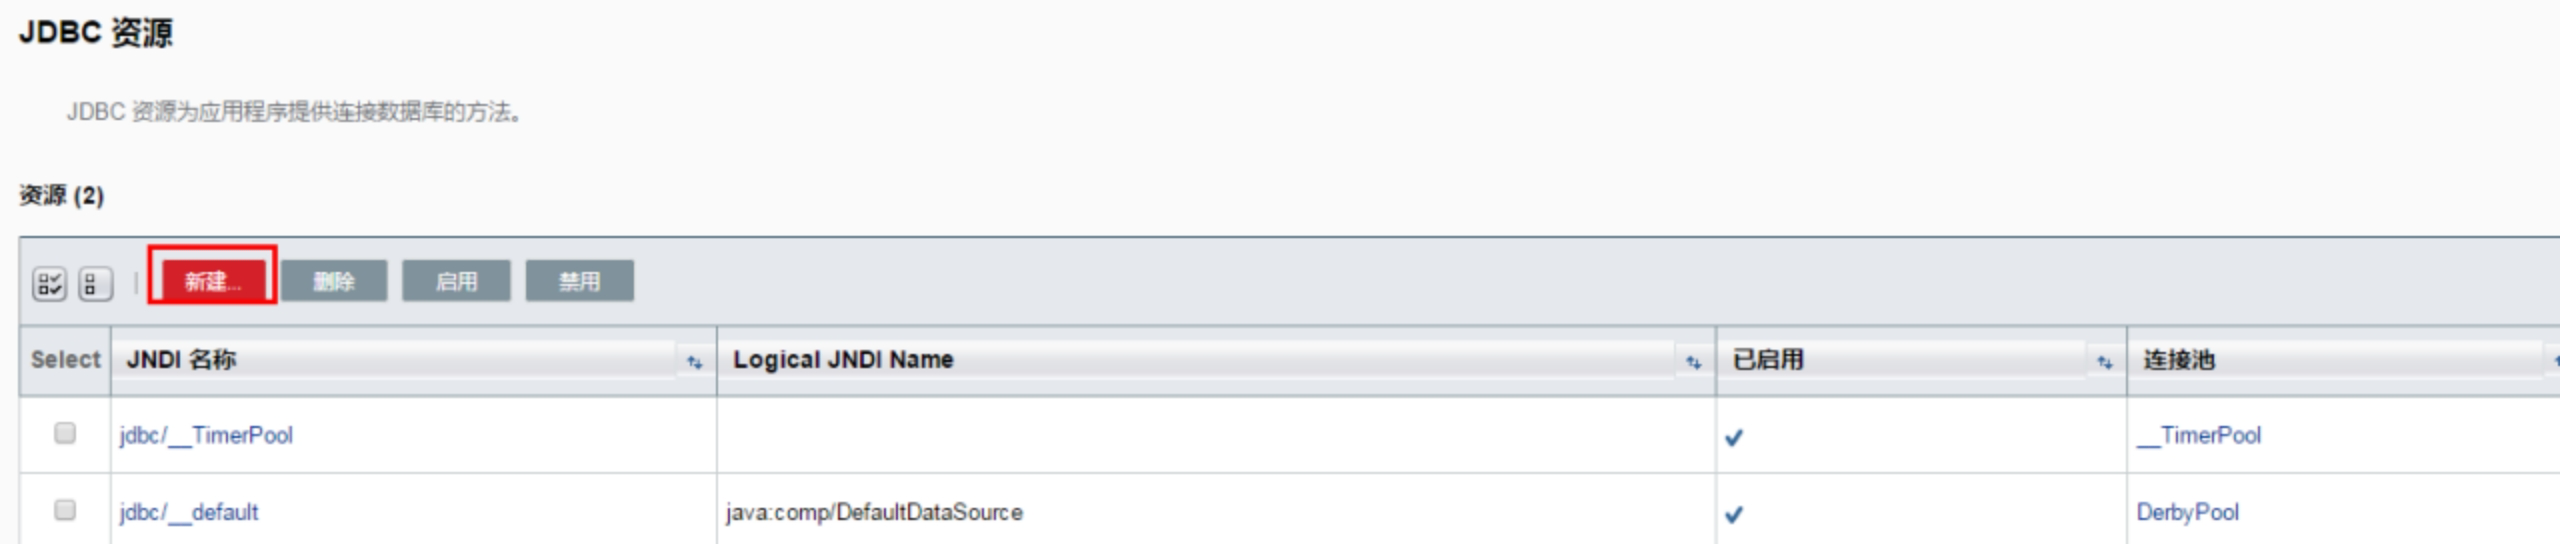 JDBC 资源
JDBC 资源为应用程序提供连接数据库的方法。
资源 (2)
新建... 删除 启用 禁用
Select JNDI 名称 Logical JNDI Name 已启用 连接池
jdbc/__TimerPool __TimerPool
jdbc/__default java:comp/DefaultDataSource DerbyPool